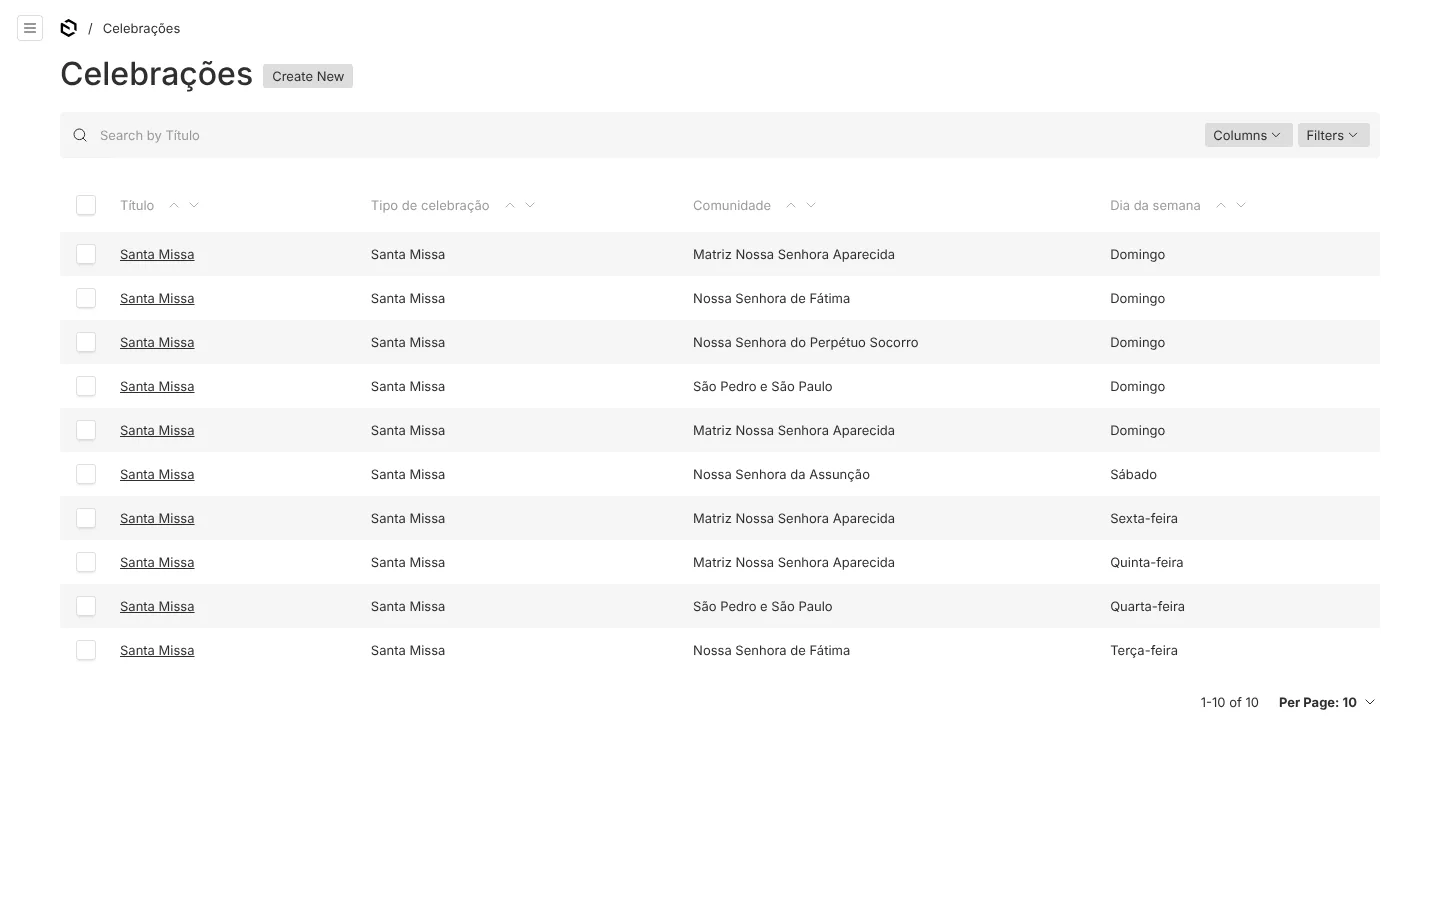 / Celebrações
Celebrações Create New
Search by Título Columns Filters
Título Tipo de celebração Comunidade Dia da semana
Santa Missa Santa Missa Matriz Nossa Senhora Aparecida Domingo
Santa Missa Santa Missa Nossa Senhora de Fátima Domingo
Santa Missa Santa Missa Nossa Senhora do Perpétuo Socorro Domingo
Santa Missa Santa Missa São Pedro e São Paulo Domingo
Santa Missa Santa Missa Matriz Nossa Senhora Aparecida Domingo
Santa Missa Santa Missa Nossa Senhora da Assunção Sábado
Santa Missa Santa Missa Matriz Nossa Senhora Aparecida Sexta-feira
Santa Missa Santa Missa Matriz Nossa Senhora Aparecida Quinta-feira
Santa Missa Santa Missa São Pedro e São Paulo Quarta-feira
Santa Missa Santa Missa Nossa Senhora de Fátima Terça-feira
1-10 of 10 Per Page: 10